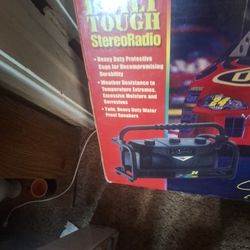 TOUGH
StereoRadio
• Heavy Duty Protective
Cage for Uncompromising
Durability
• Weather Resistance to
Temperature Extremes,
Excessive Moisture and
Corrosives
• Twin, Heavy Duty Water
Proof Speakers
24